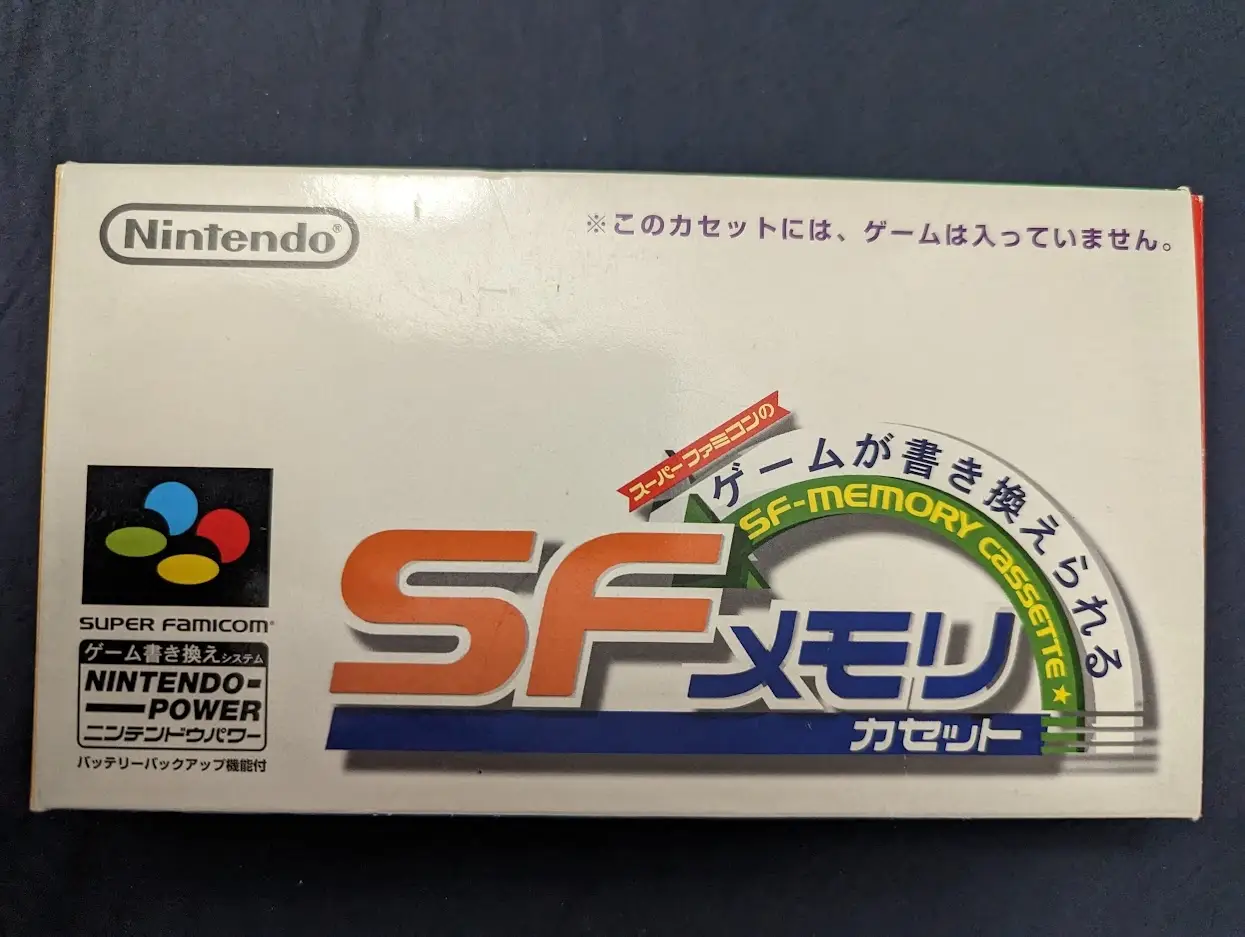 Nintendo®
※このカセットには、ゲームは入っていません。
スーパーファミコンの
ゲームが書き換えられる
SF-MEMORY CASSETTE★
SFメモリ
カセット
SUPER FAMICOM®
ゲーム書き換えシステム
NINTENDO-
POWER
ニンテンドウパワー
バッテリーバックアップ機能付